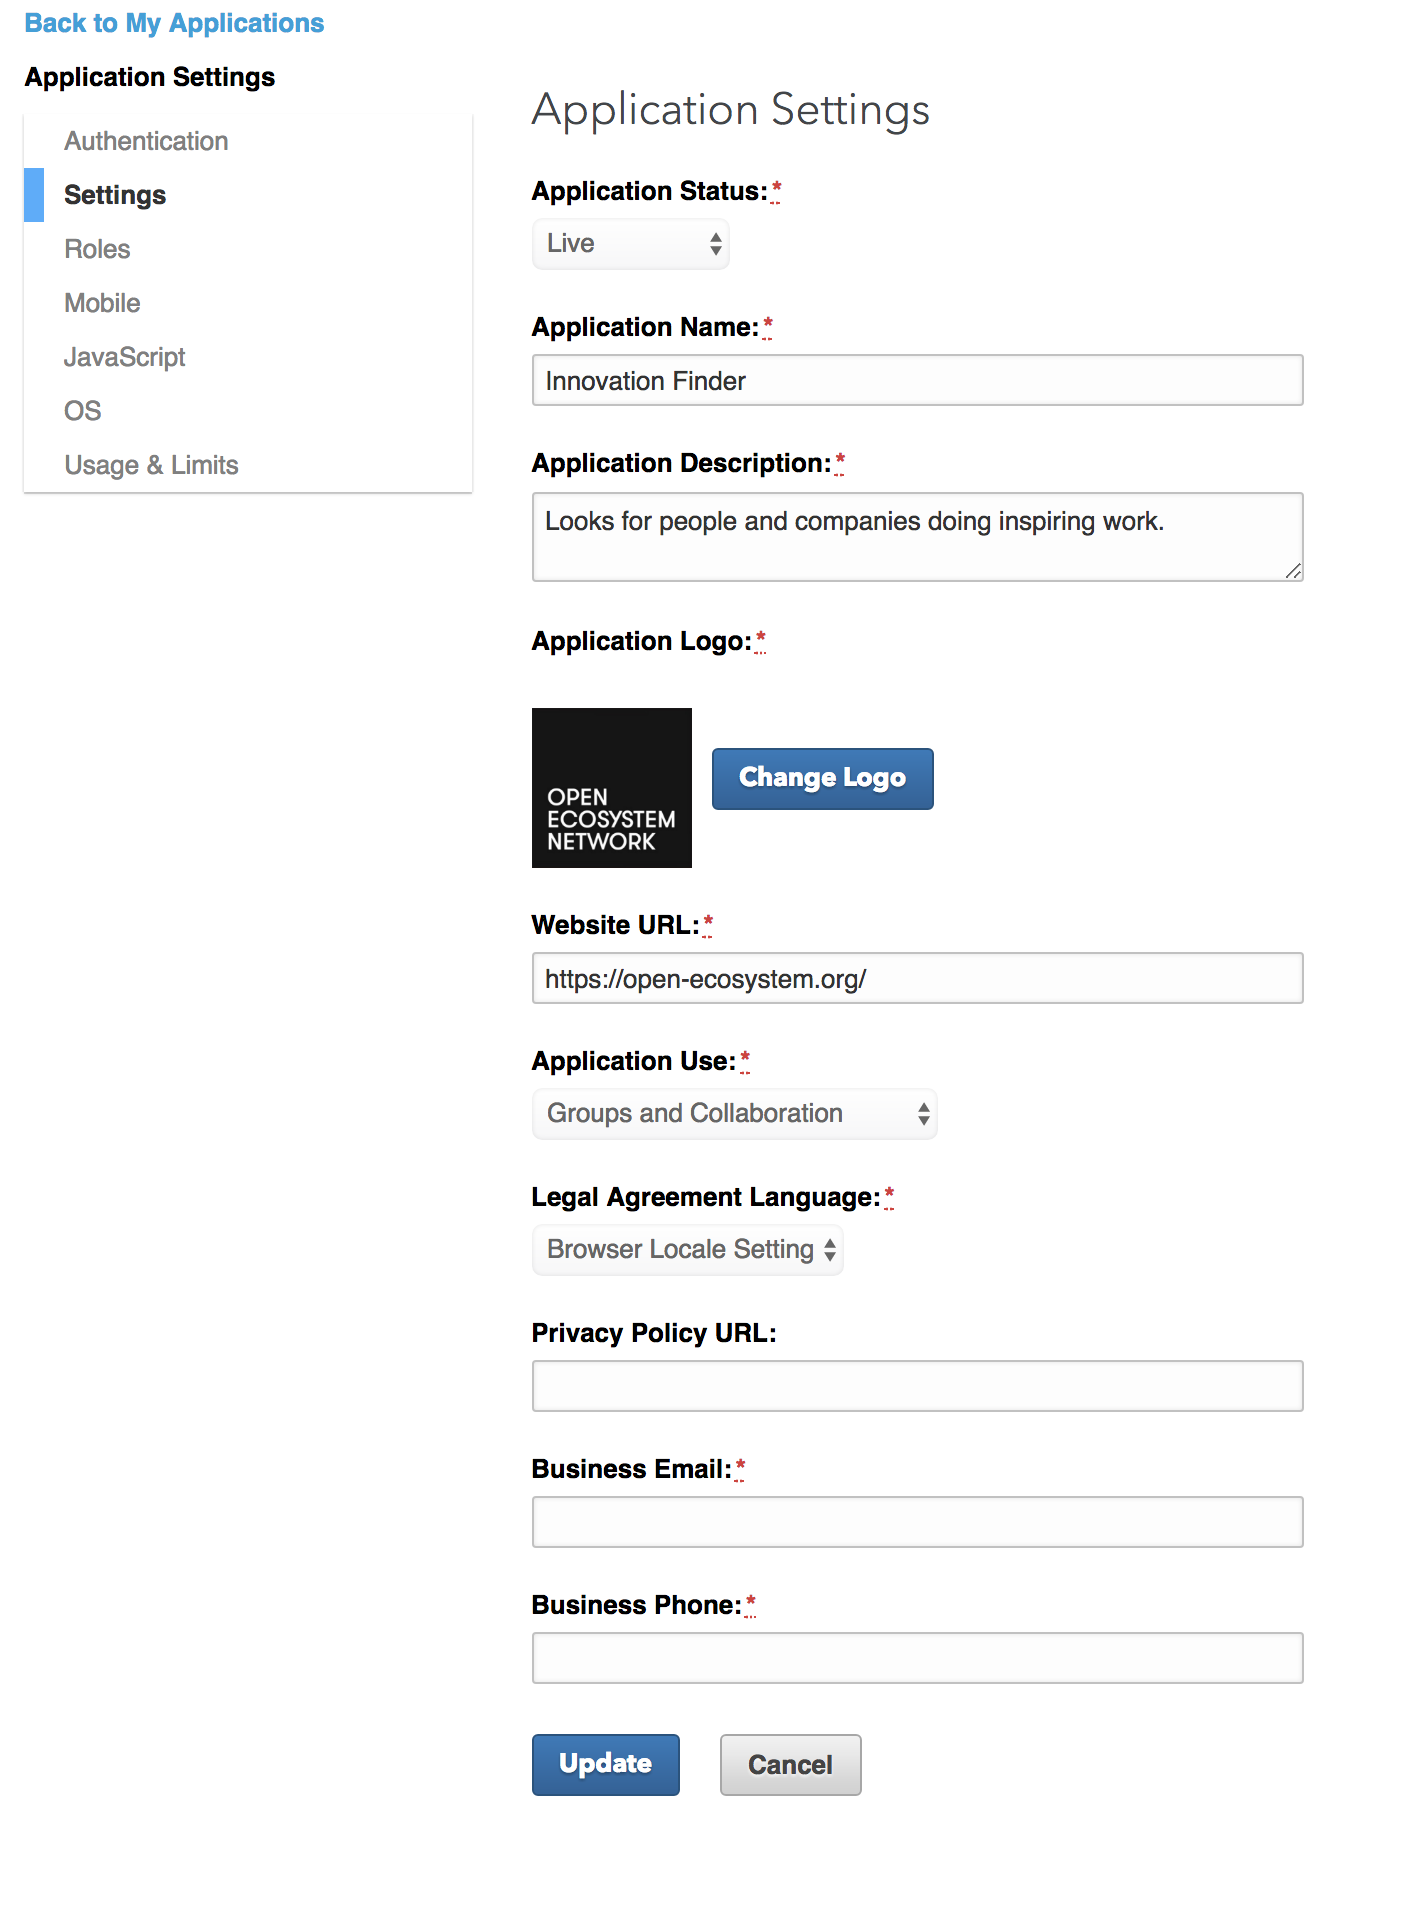 Back to My Applications
Application Settings
Authentication
Settings
Roles
Mobile
JavaScript
OS
Usage & Limits
Application Settings
Application Status:*
Live
Application Name:*
Innovation Finder
Application Description:*
Looks for people and companies doing inspiring work.
Application Logo:*
OPEN
ECOSYSTEM
NETWORK
Change Logo
Website URL:*
https://open-ecosystem.org/
Application Use:*
Groups and Collaboration
Legal Agreement Language:*
Browser Locale Setting
Privacy Policy URL:
Business Email:*
Business Phone:*
Update Cancel